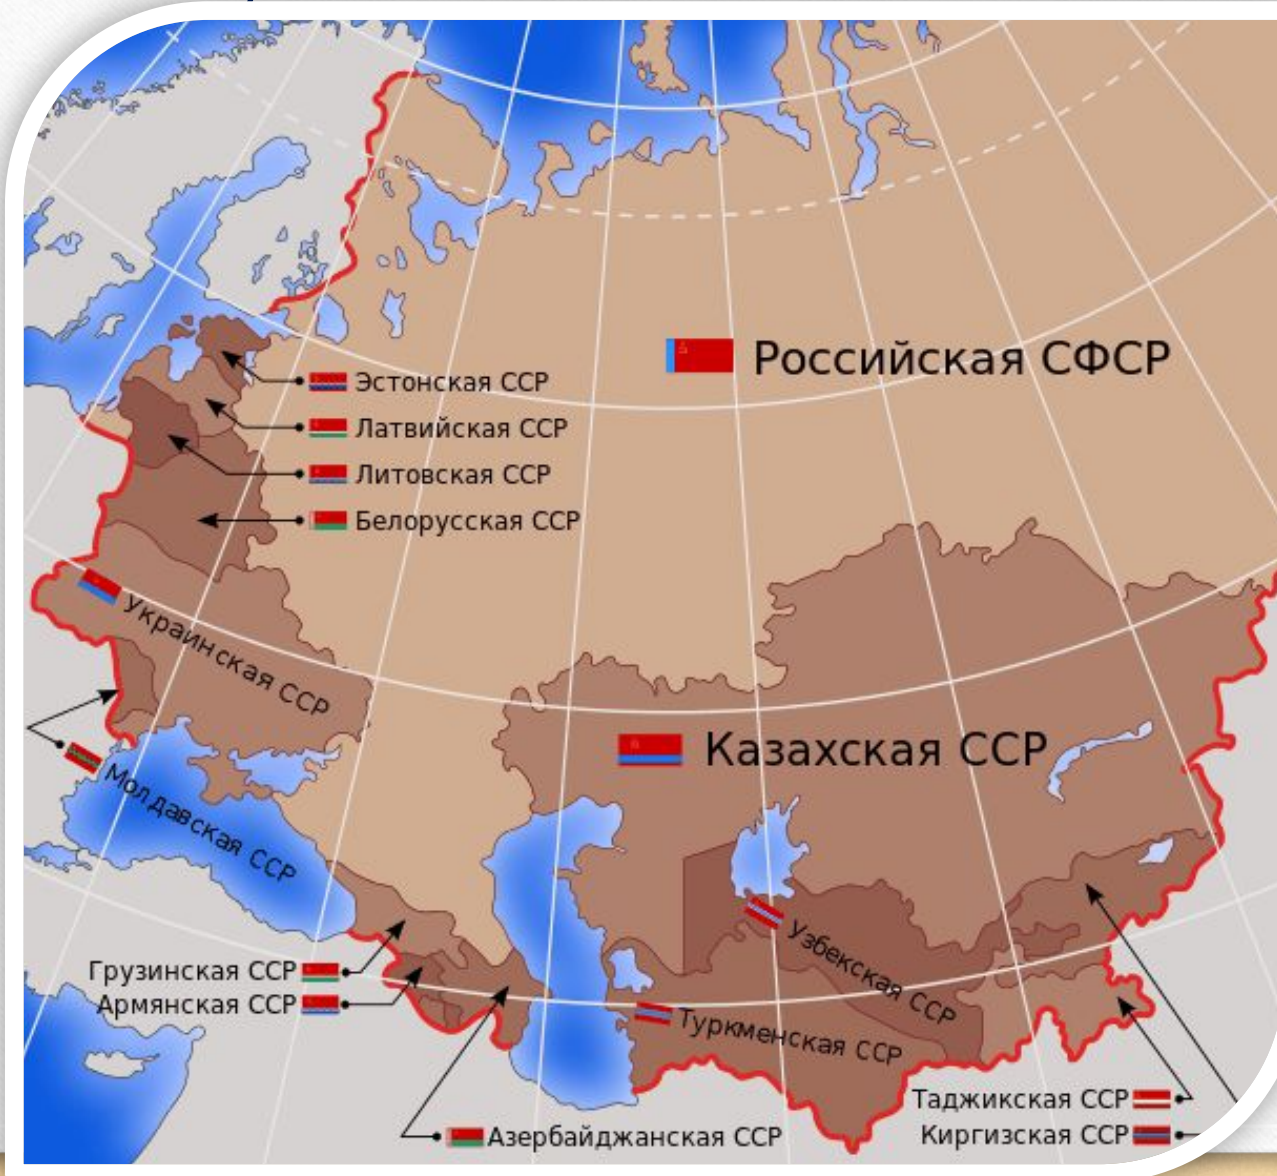 Российская СФСР
Эстонская ССР
Латвийская ССР
Литовская ССР
Белорусская ССР
Украинская ССР
Казахская ССР
Молдавская ССР
Узбекская ССР
Грузинская ССР
Армянская ССР
Туркменская ССР
Таджикская ССР
Азербайджанская ССР
Киргизская ССР